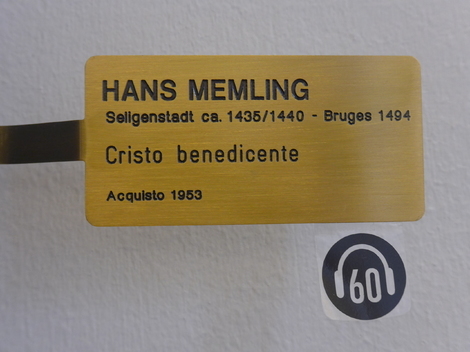 HANS MEMLING
Seligenstadt ca. 1435/1440 - Bruges 1494
Cristo benedicente
Acquisto 1953
60